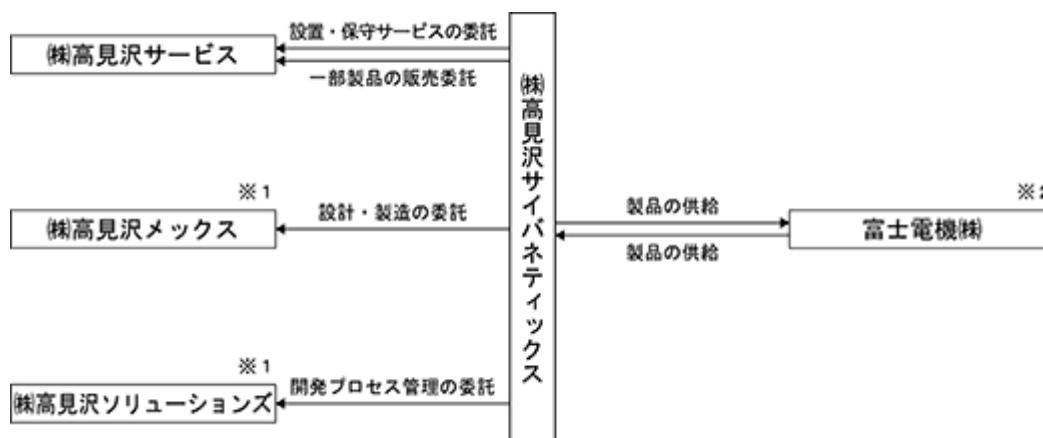 設置・保守サービスの委託
㈱高見沢サービス
一部製品の販売委託
㈱高見沢サイバネティックス
※1
設計・製造の委託
㈱高見沢メックス
製品の供給
※2
富士電機㈱
製品の供給
※1
開発プロセス管理の委託
㈱高見沢ソリューションズ